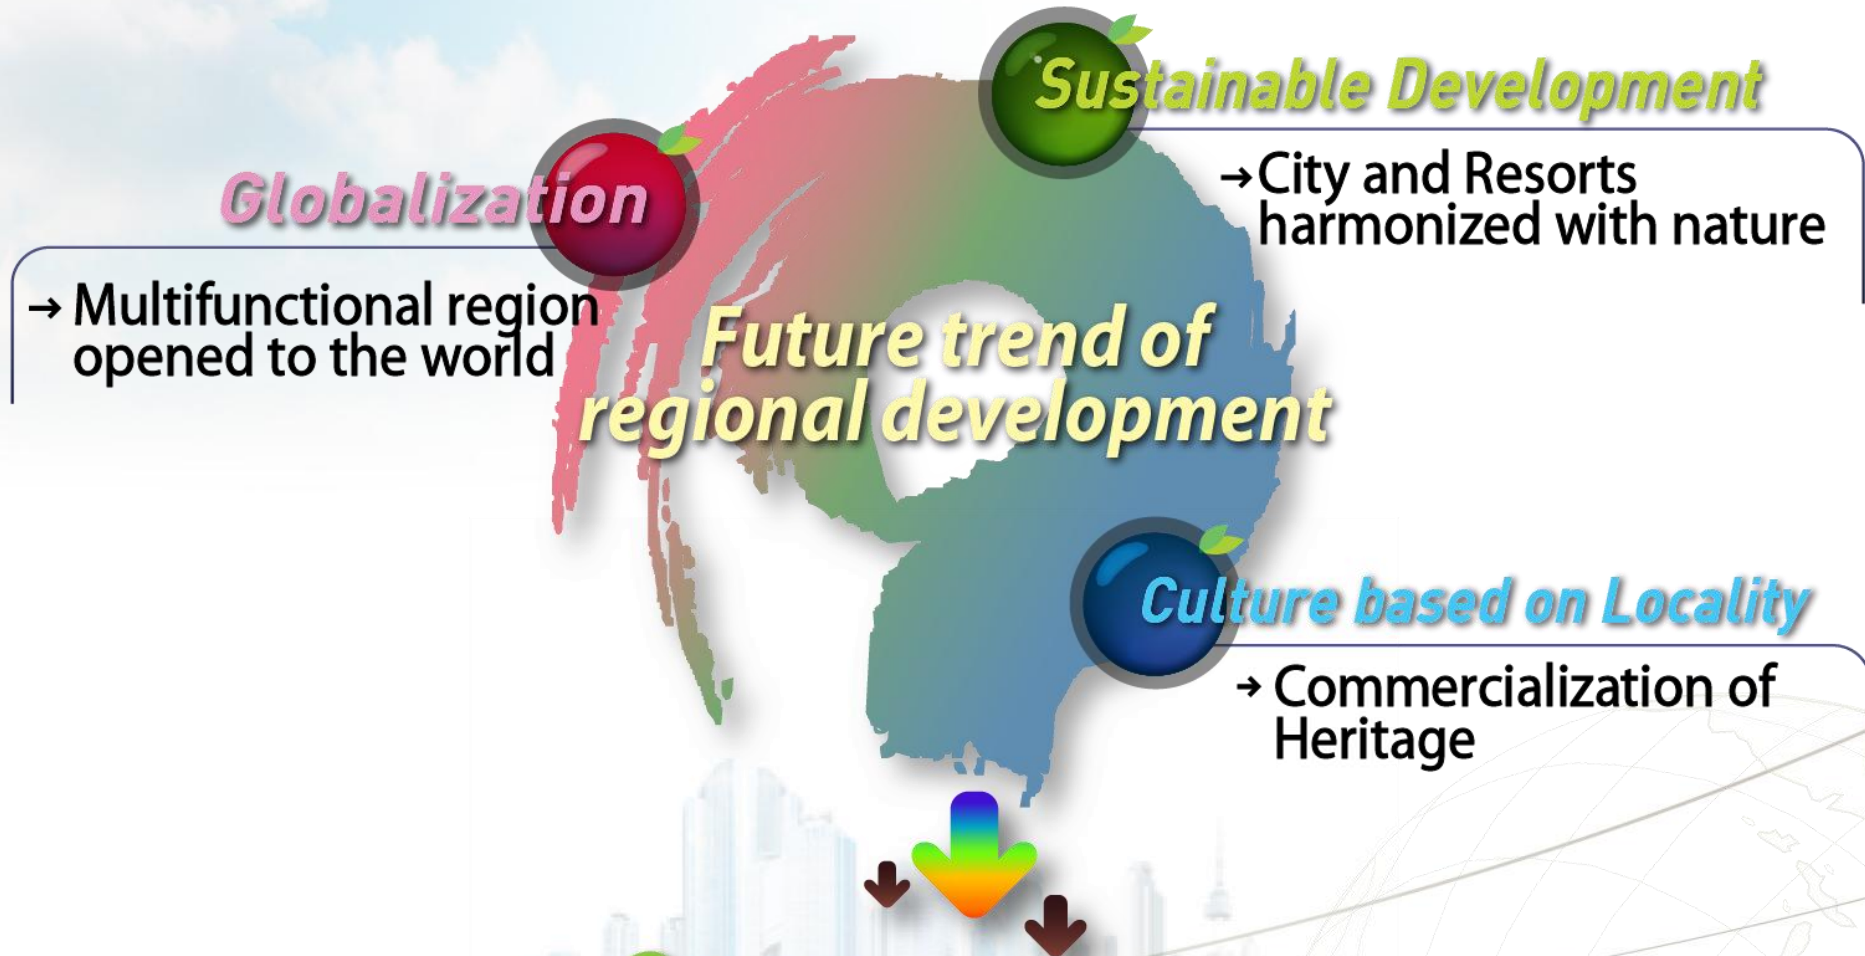 Sustainable Development
→City and Resorts
harmonized with nature
Globalization
→ Multifunctional region
opened to the world
Future trend of
regional development
Culture based on Locality
→ Commercialization of
Heritage